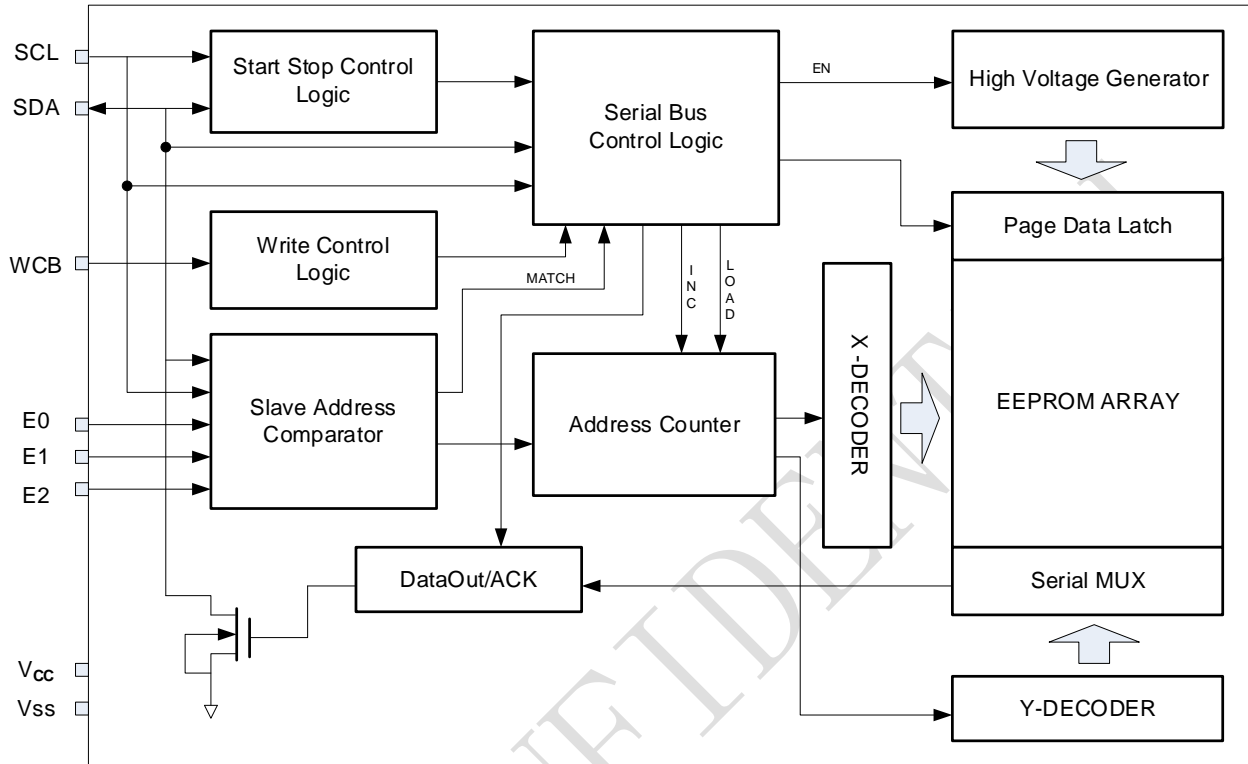 SCL
SDA
WCB
E0
E1
E2
Vcc
Vss
Start Stop Control
Logic
Write Control
Logic
Slave Address
Comparator
MATCH
Serial Bus
Control Logic
INC
LOAD
EN
Address Counter
DataOut/ACK
X -DECODER
High Voltage Generator
Page Data Latch
EEPROM ARRAY
Serial MUX
Y-DECODER